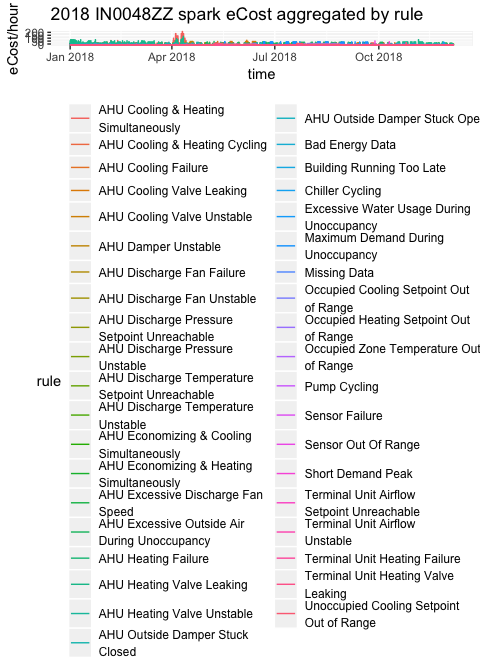 2018 IN0048ZZ spark eCost aggregated by rule
eCost/hour
200
50
Jan 2018 Apr 2018 Jul 2018 Oct 2018
time
rule
AHU Cooling & Heating
Simultaneously
AHU Cooling & Heating Cycling
AHU Cooling Failure
AHU Cooling Valve Leaking
AHU Cooling Valve Unstable
AHU Damper Unstable
AHU Discharge Fan Failure
AHU Discharge Fan Unstable
AHU Discharge Pressure
Setpoint Unreachable
AHU Discharge Pressure
Unstable
AHU Discharge Temperature
Setpoint Unreachable
AHU Discharge Temperature
Unstable
AHU Economizing & Cooling
Simultaneously
AHU Economizing & Heating
Simultaneously
AHU Excessive Discharge Fan
Speed
AHU Excessive Outside Air
During Unoccupancy
AHU Heating Failure
AHU Heating Valve Leaking
AHU Heating Valve Unstable
AHU Outside Damper Stuck
Closed
AHU Outside Damper Stuck Ope
Bad Energy Data
Building Running Too Late
Chiller Cycling
Excessive Water Usage During
Unoccupancy
Maximum Demand During
Unoccupancy
Missing Data
Occupied Cooling Setpoint Out
of Range
Occupied Heating Setpoint Out
of Range
Occupied Zone Temperature Out
of Range
Pump Cycling
Sensor Failure
Sensor Out Of Range
Short Demand Peak
Terminal Unit Airflow
Setpoint Unreachable
Terminal Unit Airflow
Unstable
Terminal Unit Heating Failure
Terminal Unit Heating Valve
Leaking
Unoccupied Cooling Setpoint
Out of Range